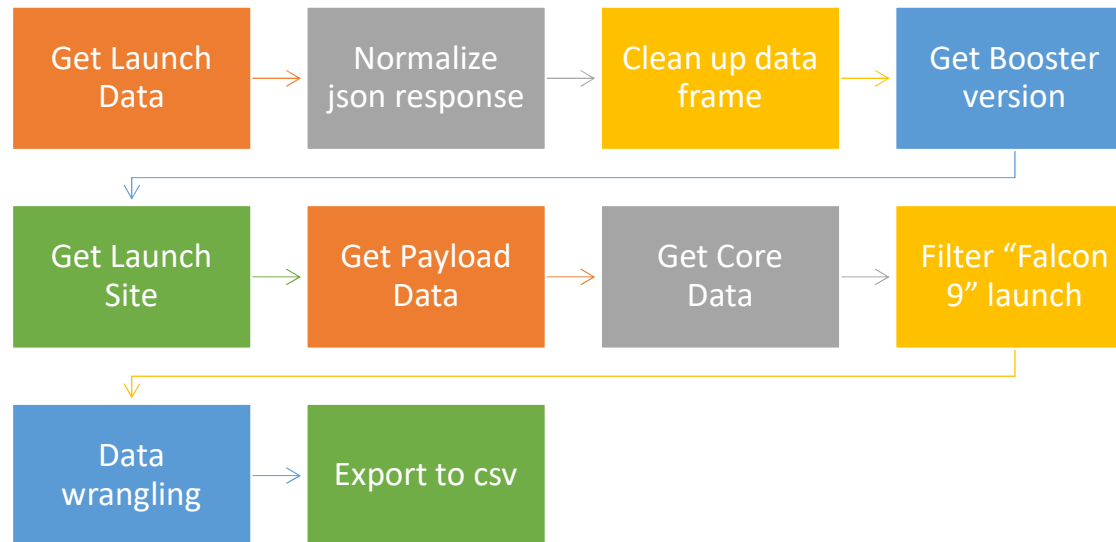 Get Launch
Data
Normalize
json response
Clean up data
frame
Get Booster
version
Get Launch
Site
Get Payload
Data
Get Core
Data
Filter “Falcon
9” launch
Data
wrangling
Export to csv